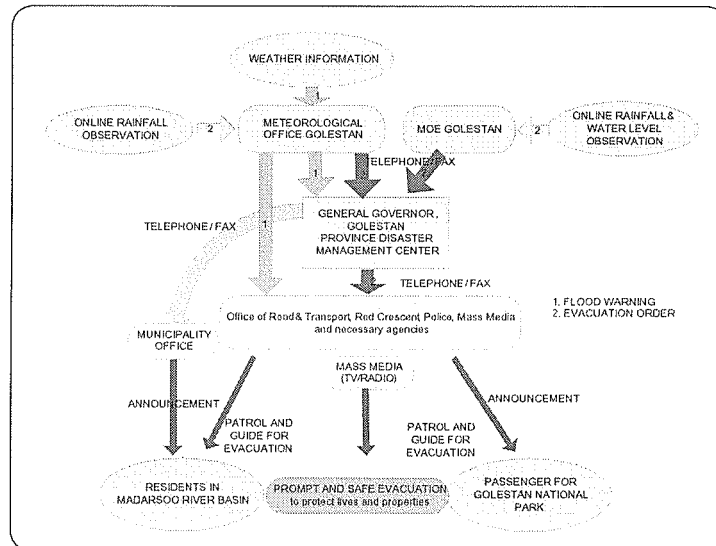 WEATHER INFORMATION
1
ONLINE RAINFALL
OBSERVATION
2
METEOROLOGICAL
OFFICE GOLESTAN
MOE GOLESTAN
2
ONLINE RAINFALL&
WATER LEVEL
OBSERVATION
TELEPHONE/FAX
1
TELEPHONE/FAX
1
GENERAL GOVERNOR,
GOLESTAN
PROVINCE DISASTER
MANAGEMENT CENTER
TELEPHONE/FAX
1. FLOOD WARNING
2. EVACUATION ORDER
Office of Road & Transport, Red Crescent, Police, Mass Media
and necessary agencies
MUNICIPALITY
OFFICE
MASS MEDIA
(TV/RADIO)
ANNOUNCEMENT
ANNOUNCEMENT
PATROL AND
GUIDE FOR
EVACUATION
PATROL AND
GUIDE FOR
EVACUATION
RESIDENTS IN
MADARSOO RIVER BASIN
PROMPT AND SAFE EVACUATION
to protect lives and properties
PASSENGER FOR
GOLESTAN NATIONAL
PARK